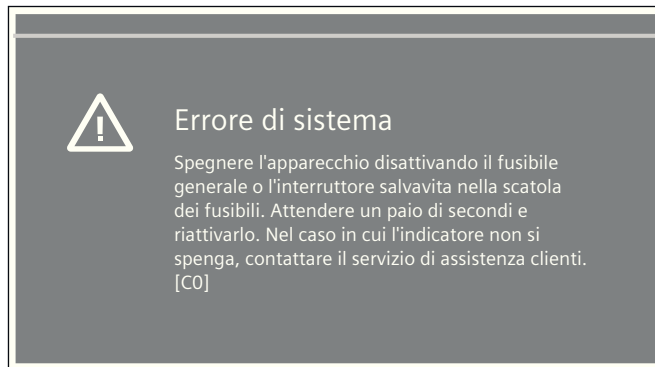 Errore di sistema
Spegnere l'apparecchio disattivando il fusibile
generale o l'interruttore salvavita nella scatola
dei fusibili. Attendere un paio di secondi e
riattivarlo. Nel caso in cui l'indicatore non si
spenga, contattare il servizio di assistenza clienti.
[C0]